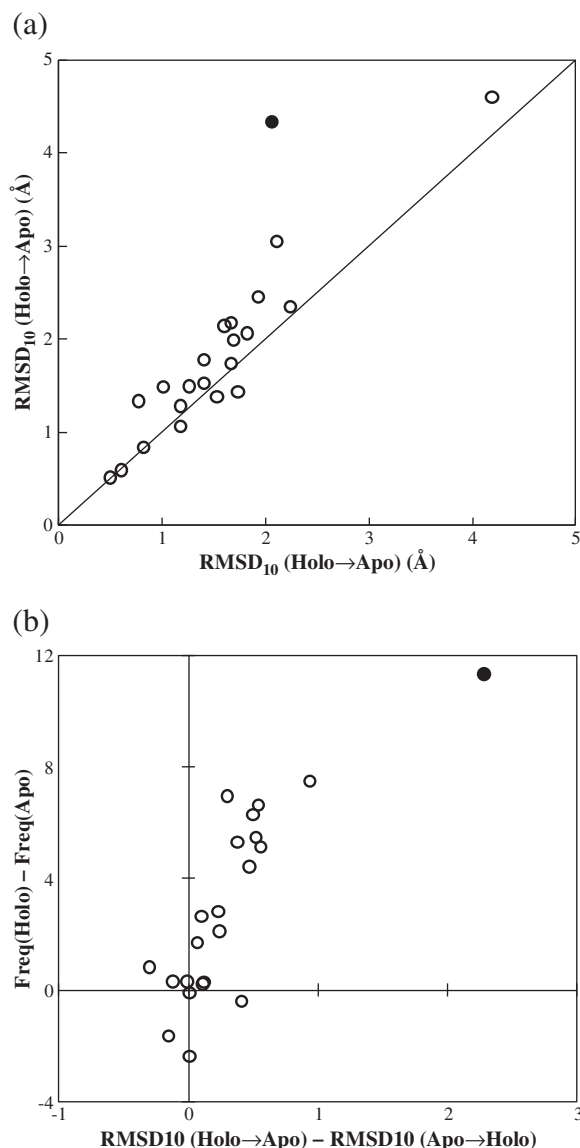 (a)
5
4
3
2
1
0
RMSD₁₀ (Holo→Apo) (Å)
0 1 2 3 4 5
RMSD₁₀ (Holo→Apo) (Å)
(b)
12
8
4
0
-4
Freq(Holo) – Freq(Apo)
-1 0 1 2 3
RMSD10 (Holo→Apo) – RMSD10 (Apo→Holo)